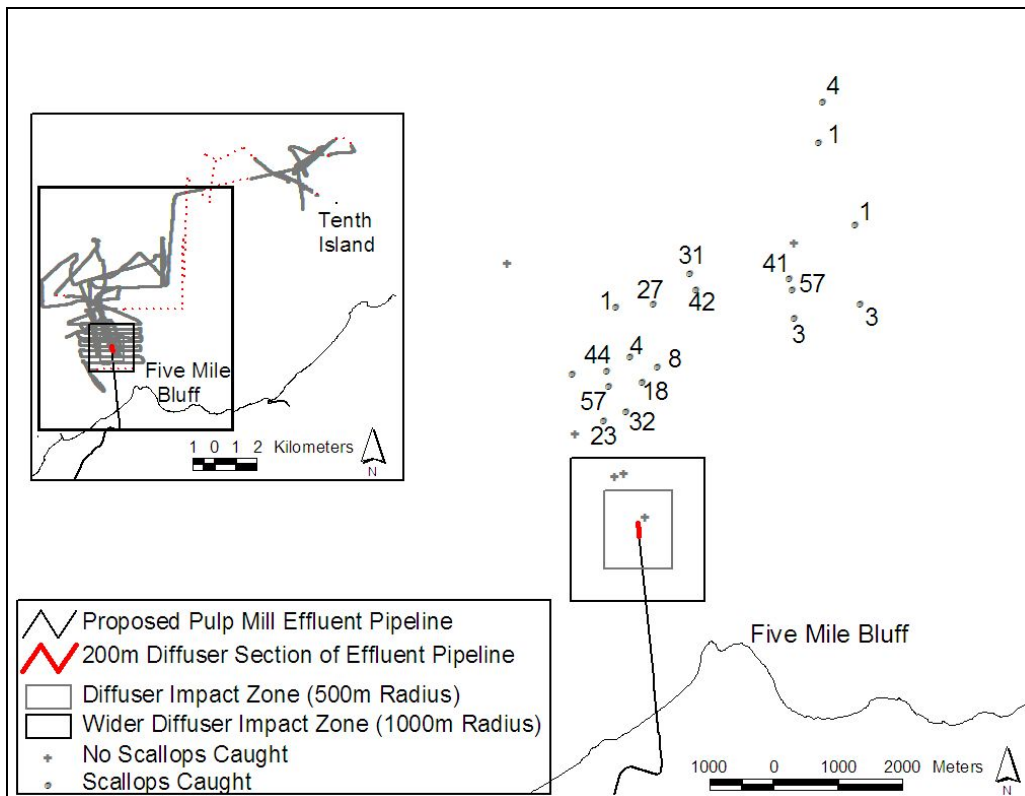 4
1
1
Tenth
Island
31
41
27
42
57
1
3
3
4
44
8
Five Mile
Bluff
18
57
32
23
1 0 1 2 Kilometers
N
Five Mile Bluff
Proposed Pulp Mill Effluent Pipeline
200m Diffuser Section of Effluent Pipeline
Diffuser Impact Zone (500m Radius)
Wider Diffuser Impact Zone (1000m Radius)
No Scallops Caught
Scallops Caught
1000 0 1000 2000 Meters
N